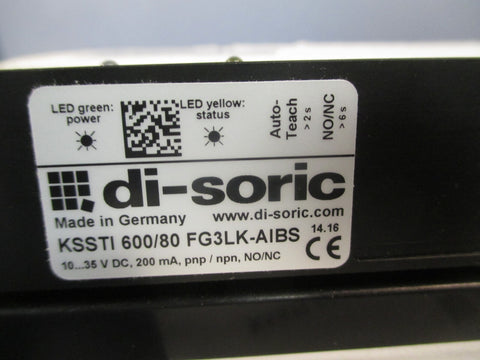 LED green:
power
LED yellow:
status
Auto-
Teach
> 2 s
NO/NC
> 6s
di-soric
Made in Germany www.di-soric.com
KSSTI 600/80 FG3LK-AIBS 14.16
10...35 V DC, 200 mA, pnp / npn, NO/NC CE